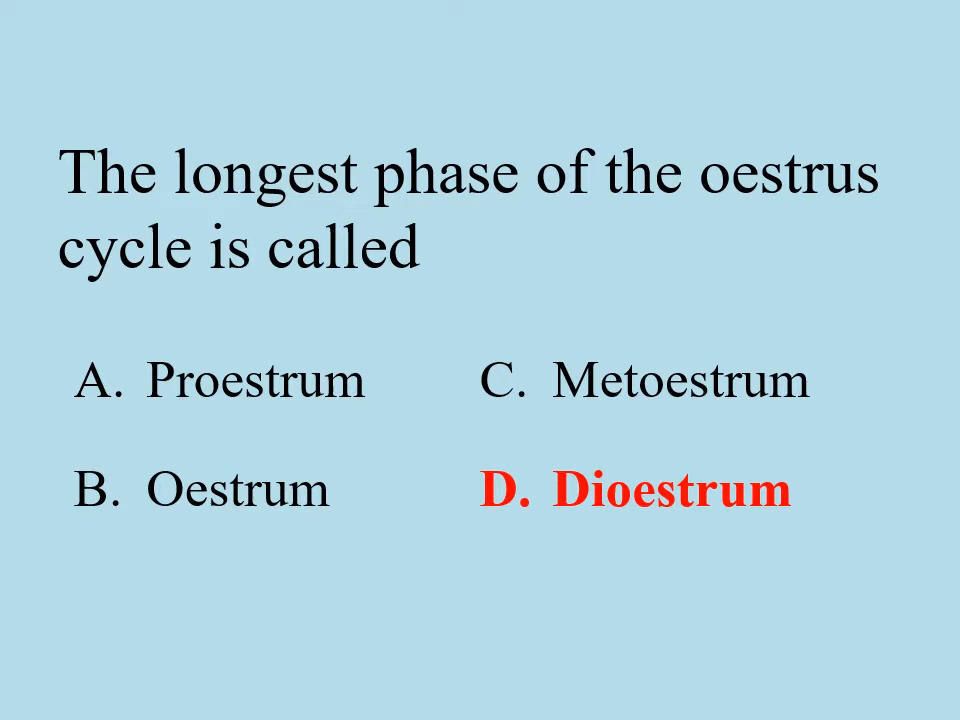 The longest phase of the oestrus
cycle is called
A. Proestrum
C. Metoestrum
B. Oestrum
D. Dioestrum